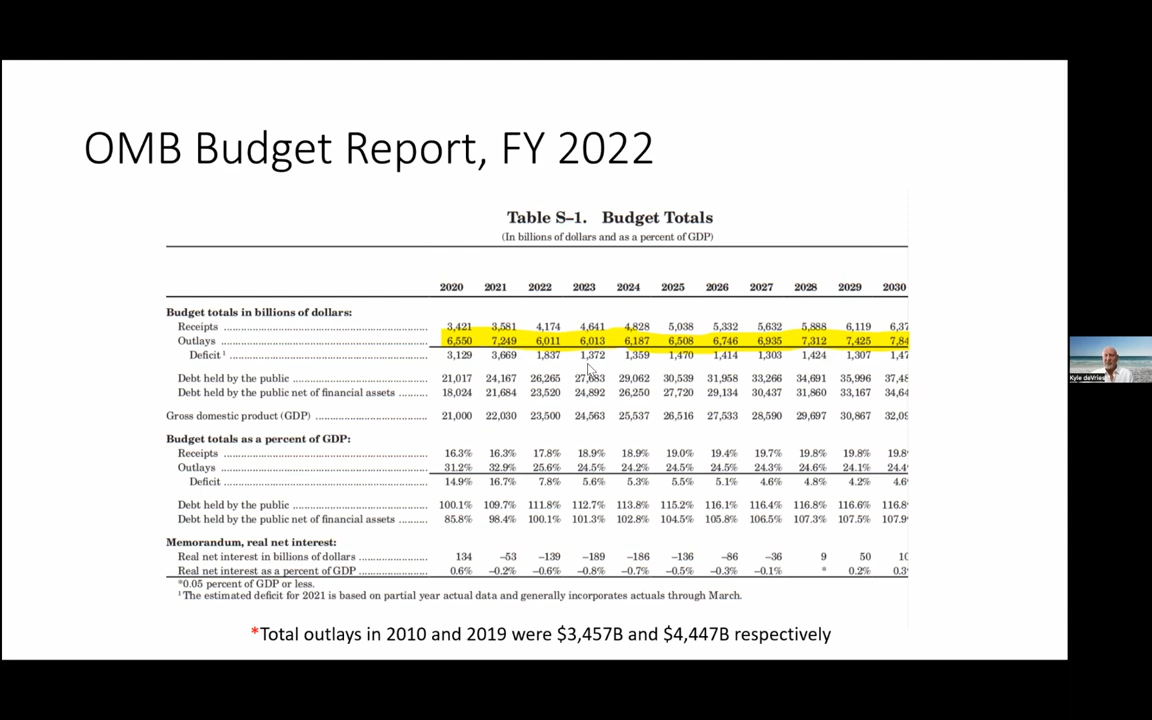 OMB Budget Report, FY 2022
Table S–1. Budget Totals
(In billions of dollars and as a percent of GDP)
2020 2021 2022 2023 2024 2025 2026 2027 2028 2029 2030
Budget totals in billions of dollars:
Receipts 3,421 3,581 4,174 4,641 4,828 5,038 5,332 5,632 5,888 6,119 6,37
Outlays ¹ 6,550 7,249 6,011 6,013 6,187 6,508 6,746 6,935 7,312 7,425 7,84
Deficit ¹ 3,129 3,669 1,837 1,372 1,359 1,470 1,414 1,303 1,424 1,307 1,47
Debt held by the public 21,017 24,167 26,265 27,683 29,062 30,539 31,958 33,266 34,691 35,996 37,48
Debt held by the public net of financial assets 18,024 21,684 23,520 24,892 26,250 27,720 29,134 30,437 31,860 33,167 34,64
Gross domestic product (GDP) 21,000 22,030 23,500 24,563 25,537 26,516 27,533 28,590 29,697 30,867 32,09
Budget totals as a percent of GDP:
Receipts 16.3% 16.3% 17.8% 18.9% 18.9% 19.0% 19.4% 19.7% 19.8% 19.8% 19.8
Outlays 31.2% 32.9% 25.6% 24.5% 24.2% 24.5% 24.5% 24.3% 24.6% 24.1% 24.4
Deficit 14.9% 16.7% 7.8% 5.6% 5.3% 5.5% 5.1% 4.6% 4.8% 4.2% 4.6
Debt held by the public 100.1% 109.7% 111.8% 112.7% 113.8% 115.2% 116.1% 116.4% 116.8% 116.6% 116.8
Debt held by the public net of financial assets 85.8% 98.4% 100.1% 101.3% 102.8% 104.5% 105.8% 106.5% 107.3% 107.5% 107.9
Memorandum, real net interest:
Real net interest in billions of dollars 134 –53 –139 –189 –186 –136 –86 –36 9 50 10
Real net interest as a percent of GDP 0.6% –0.2% –0.6% –0.8% –0.7% –0.5% –0.3% –0.1% * 0.2% 0.3
*0.05 percent of GDP or less.
¹ The estimated deficit for 2021 is based on partial year actual data and generally incorporates actuals through March.
*Total outlays in 2010 and 2019 were $3,457B and $4,447B respectively
Kyle deVries